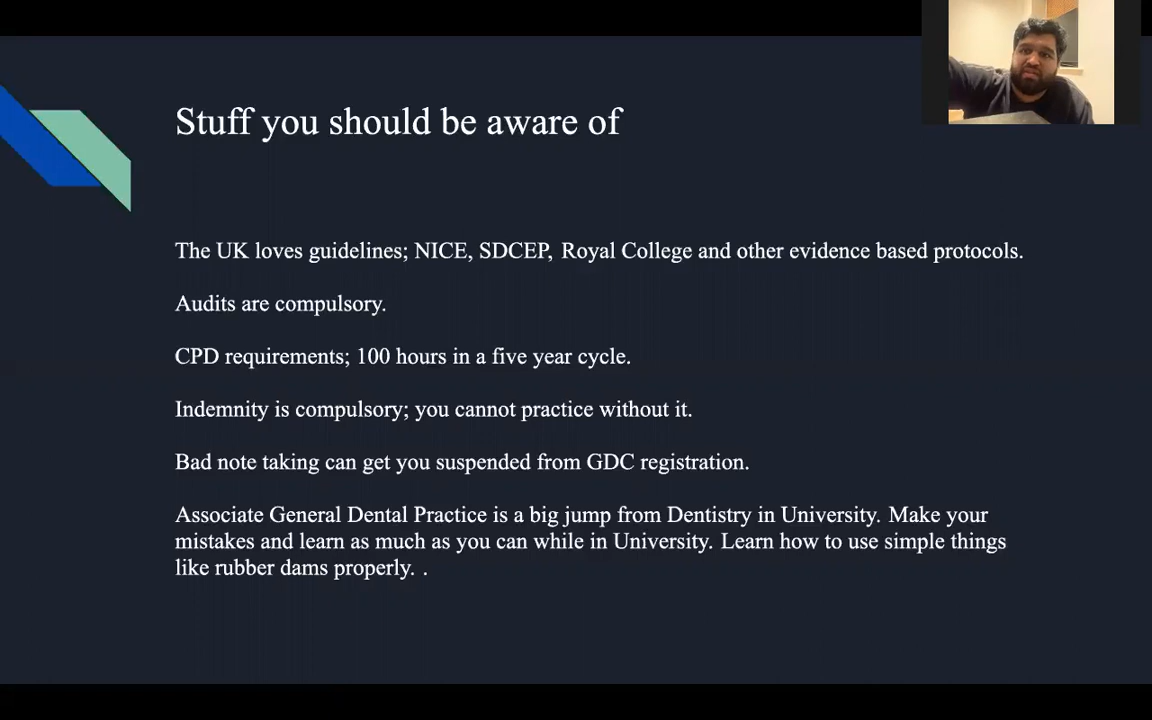 Stuff you should be aware of
The UK loves guidelines; NICE, SDCEP, Royal College and other evidence based protocols.
Audits are compulsory.
CPD requirements; 100 hours in a five year cycle.
Indemnity is compulsory; you cannot practice without it.
Bad note taking can get you suspended from GDC registration.
Associate General Dental Practice is a big jump from Dentistry in University. Make your
mistakes and learn as much as you can while in University. Learn how to use simple things
like rubber dams properly. .